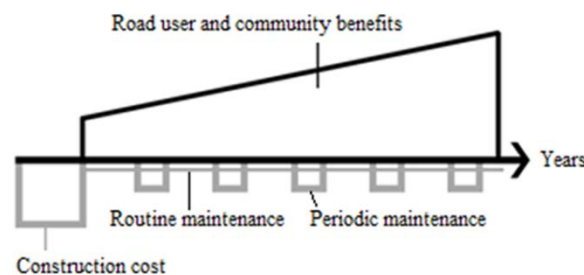 Road user and community benefits
Years
Routine maintenance
Periodic maintenance
Construction cost